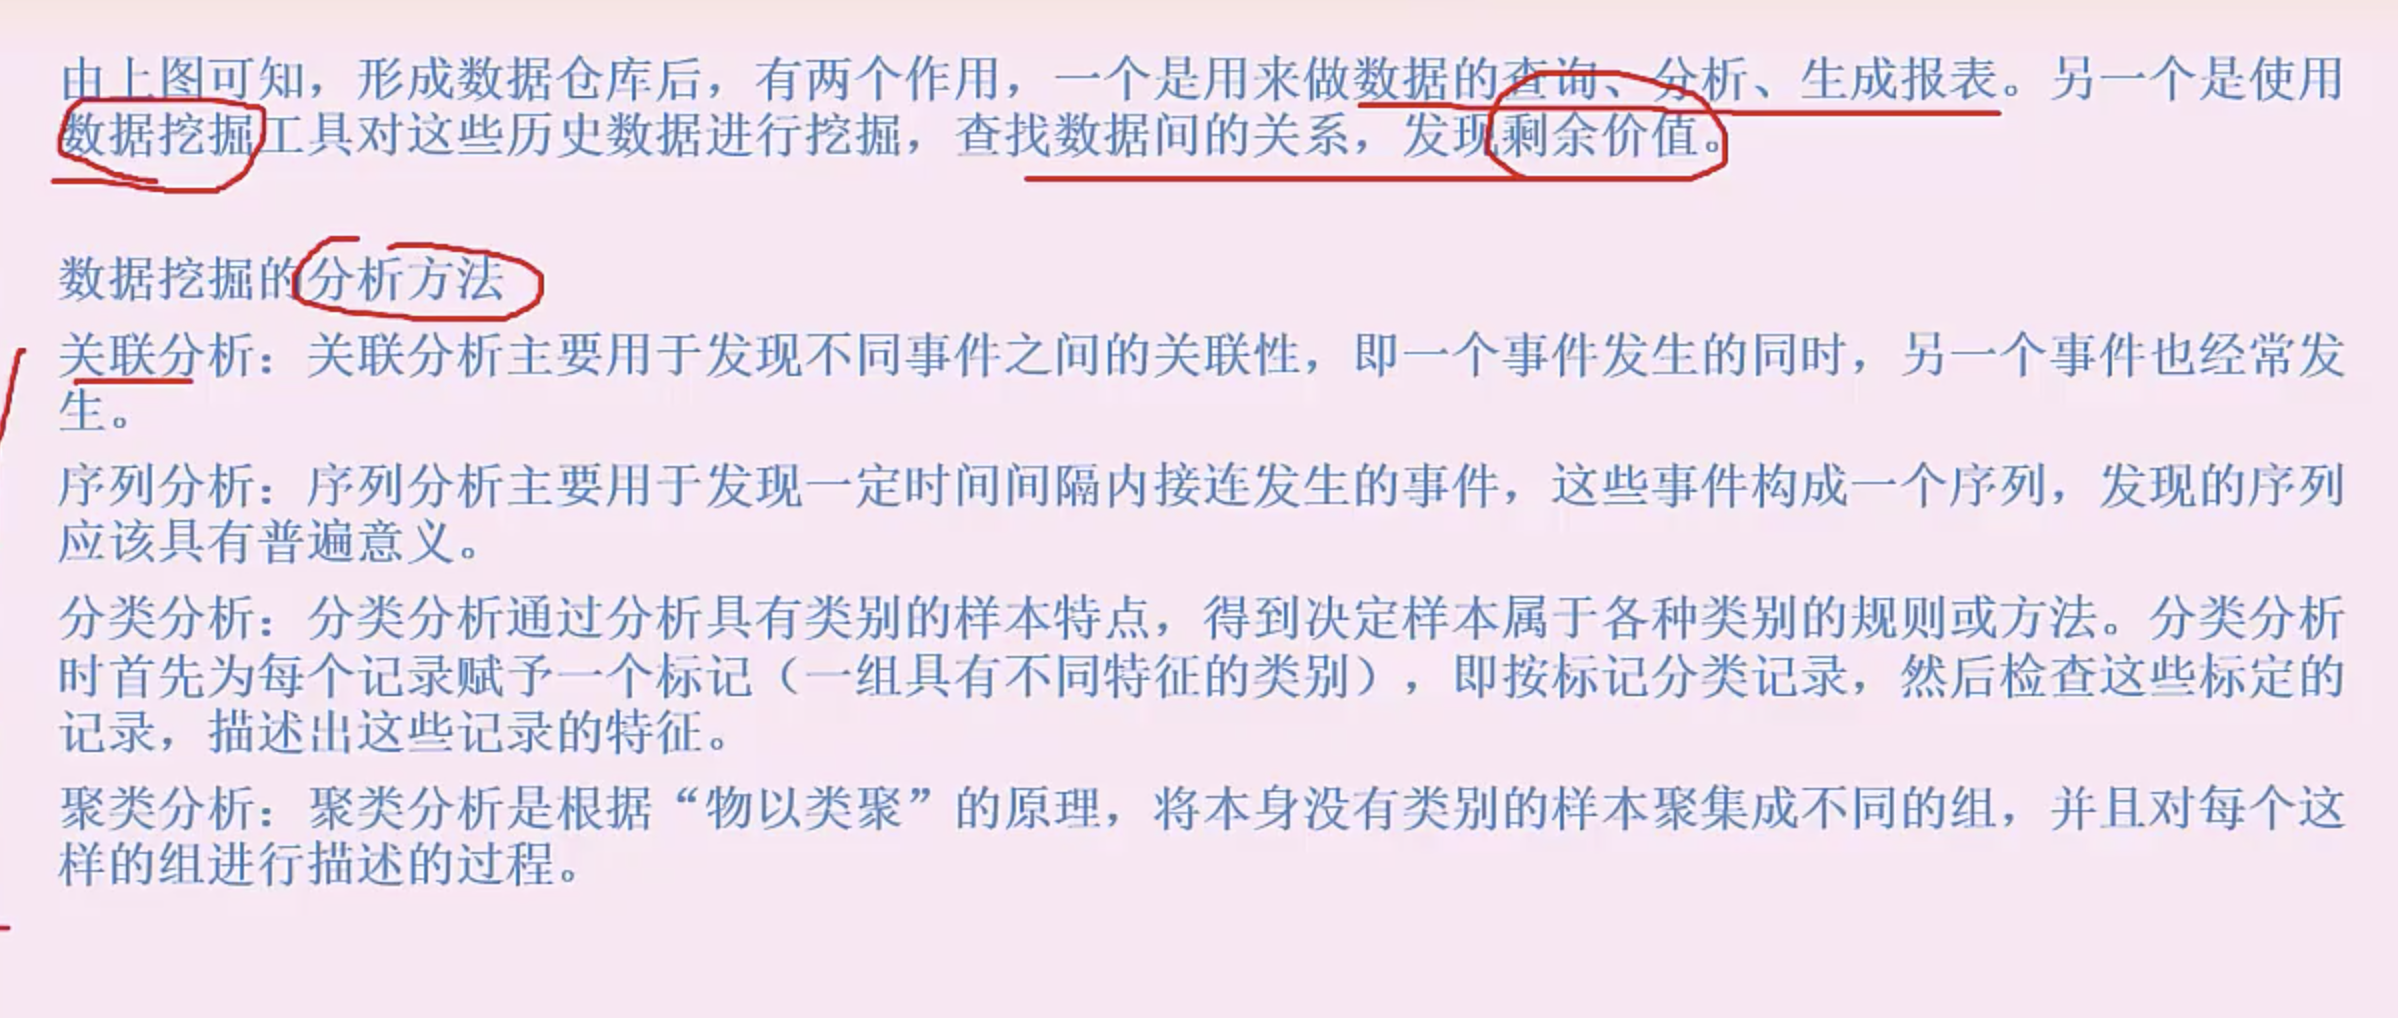 由上图可知，形成数据仓库后，有两个作用，一个是用来做数据的查询、分析、生成报表。另一个是使用
数据挖掘工具对这些历史数据进行挖掘，查找数据间的关系，发现剩余价值。
数据挖掘的分析方法
关联分析：关联分析主要用于发现不同事件之间的关联性，即一个事件发生的同时，另一个事件也经常发
生。
序列分析：序列分析主要用于发现一定时间间隔内接连发生的事件，这些事件构成一个序列，发现的序列
应该具有普遍意义。
分类分析：分类分析通过分析具有类别的样本特点，得到决定样本属于各种类别的规则或方法。分类分析
时首先为每个记录赋予一个标记（一组具有不同特征的类别），即按标记分类记录，然后检查这些标定的
记录，描述出这些记录的特征。
聚类分析：聚类分析是根据“物以类聚”的原理，将本身没有类别的样本聚集成不同的组，并且对每个这
样的组进行描述的过程。